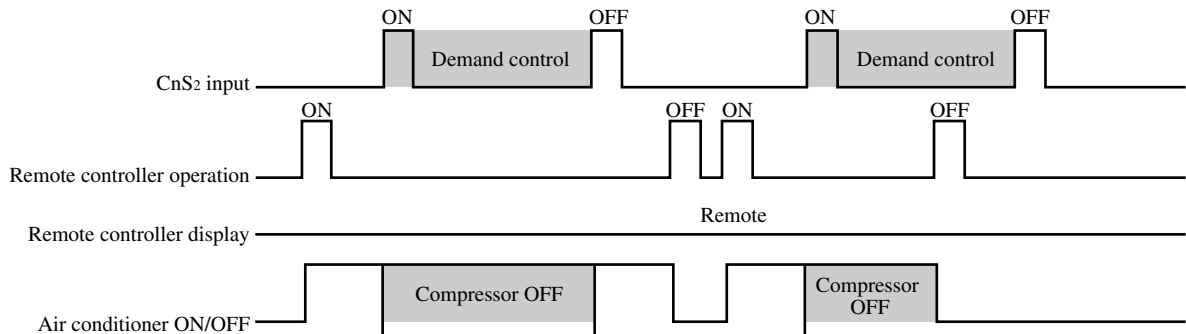 ON OFF ON OFF
Demand control Demand control
CnS2 input
ON OFF ON OFF
Remote controller operation
Remote
Remote controller display
Compressor OFF Compressor
OFF
Air conditioner ON/OFF